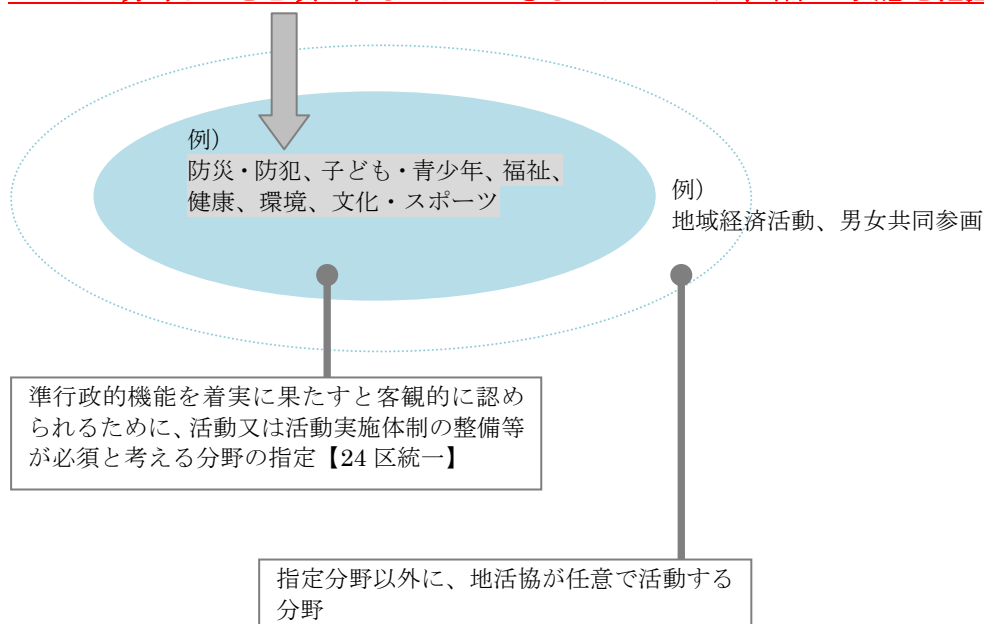 例)
防災・防犯、子ども・青少年、福祉、
健康、環境、文化・スポーツ
例)
地域経済活動、男女共同参画
準行政的機能を着実に果たすと客観的に認め
られるために、活動又は活動実施体制の整備等
が必須と考える分野の指定【24 区統一】
指定分野以外に、地活協が任意で活動する
分野